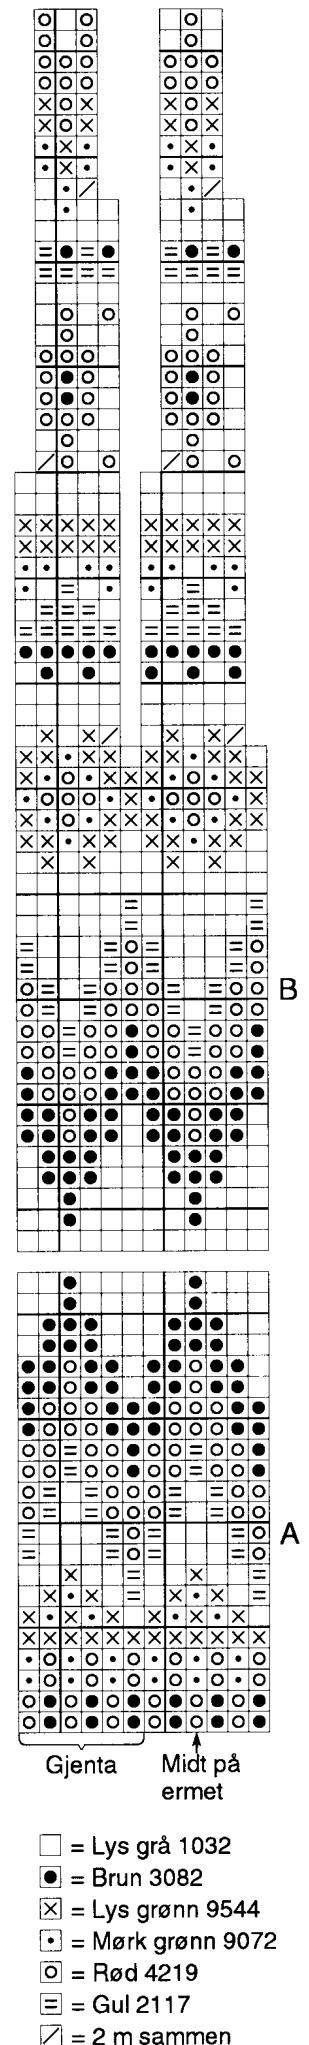 B
A
Gjenta
Midt på
ermet
= Lys grå 1032
= Brun 3082
= Lys grønn 9544
= Mørk grønn 9072
= Rød 4219
= Gul 2117
= 2 m sammen